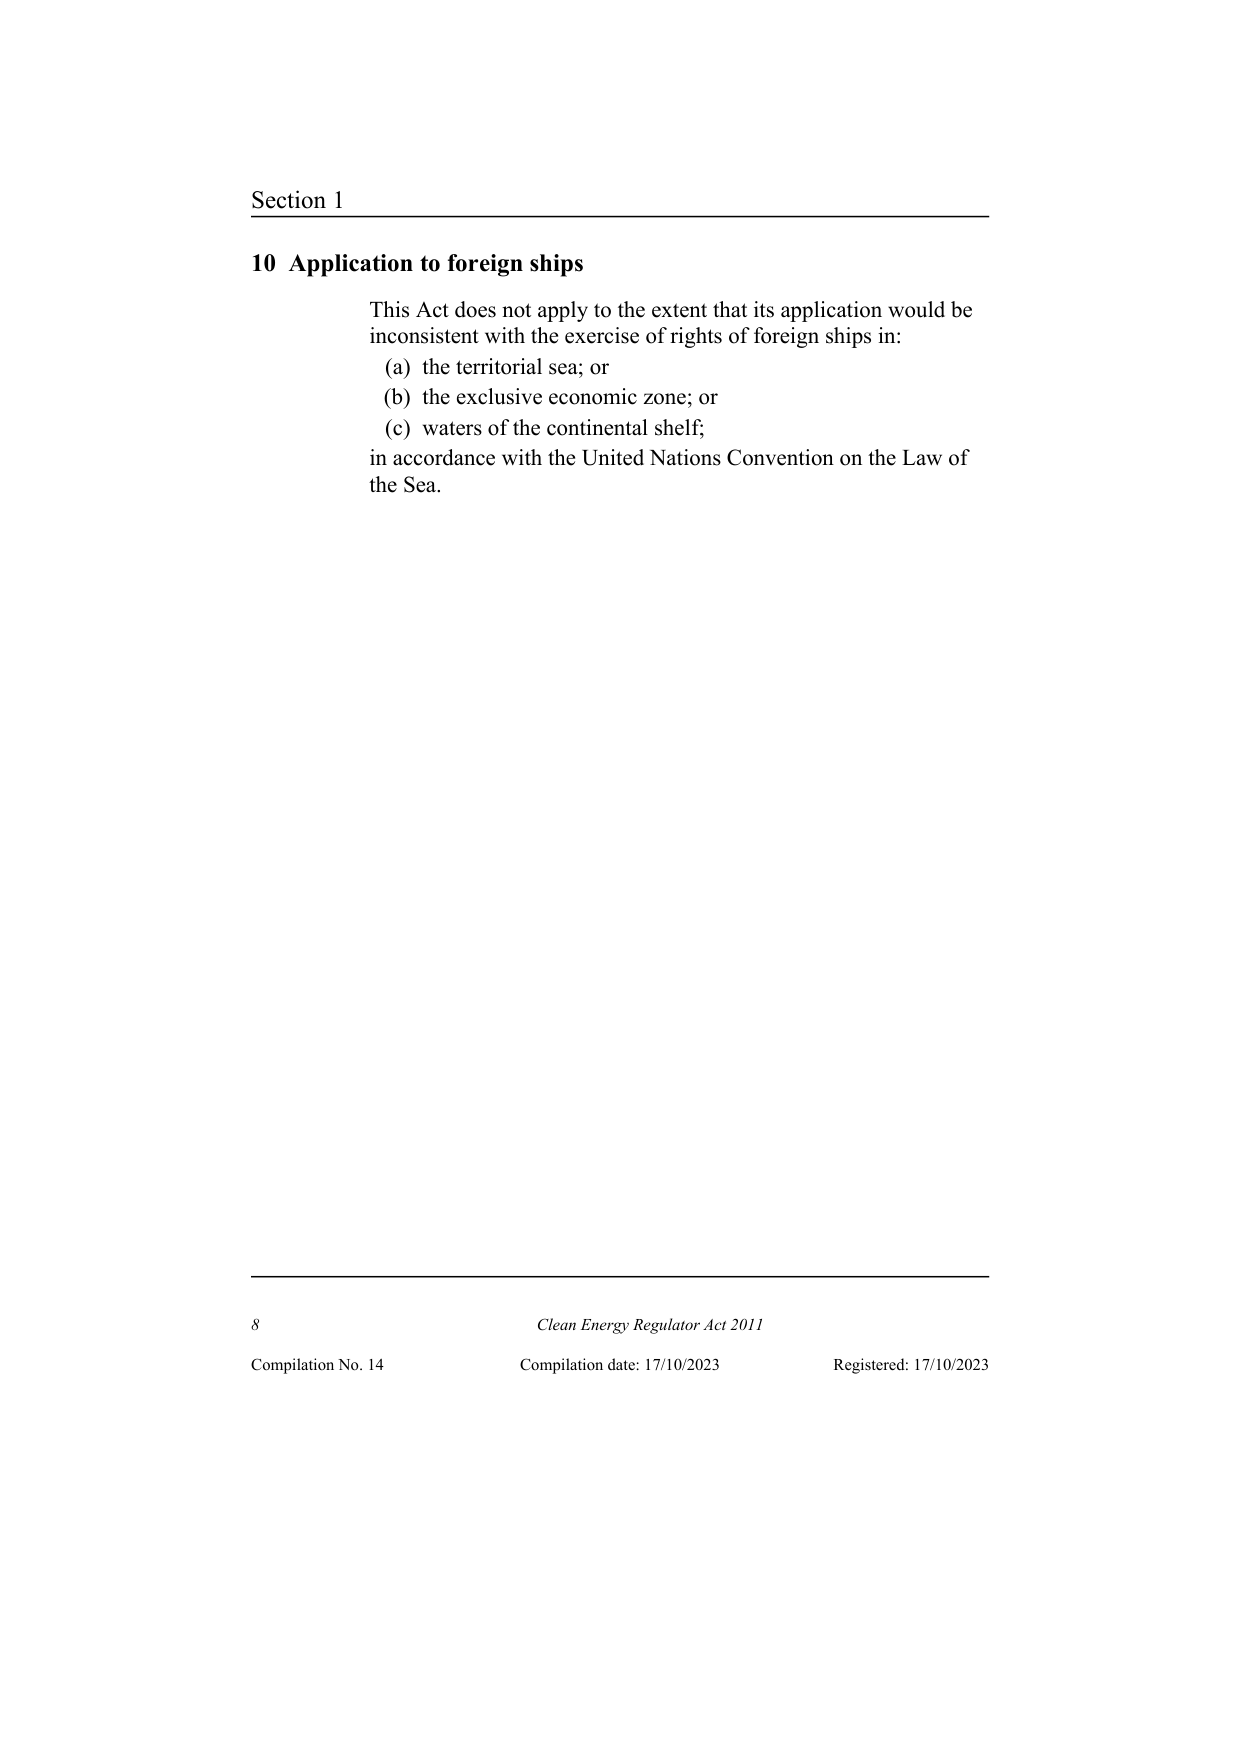 Section 1
10 Application to foreign ships
This Act does not apply to the extent that its application would be
inconsistent with the exercise of rights of foreign ships in:
(a) the territorial sea; or
(b) the exclusive economic zone; or
(c) waters of the continental shelf;
in accordance with the United Nations Convention on the Law of
the Sea.
8 Clean Energy Regulator Act 2011
Compilation No. 14 Compilation date: 17/10/2023 Registered: 17/10/2023